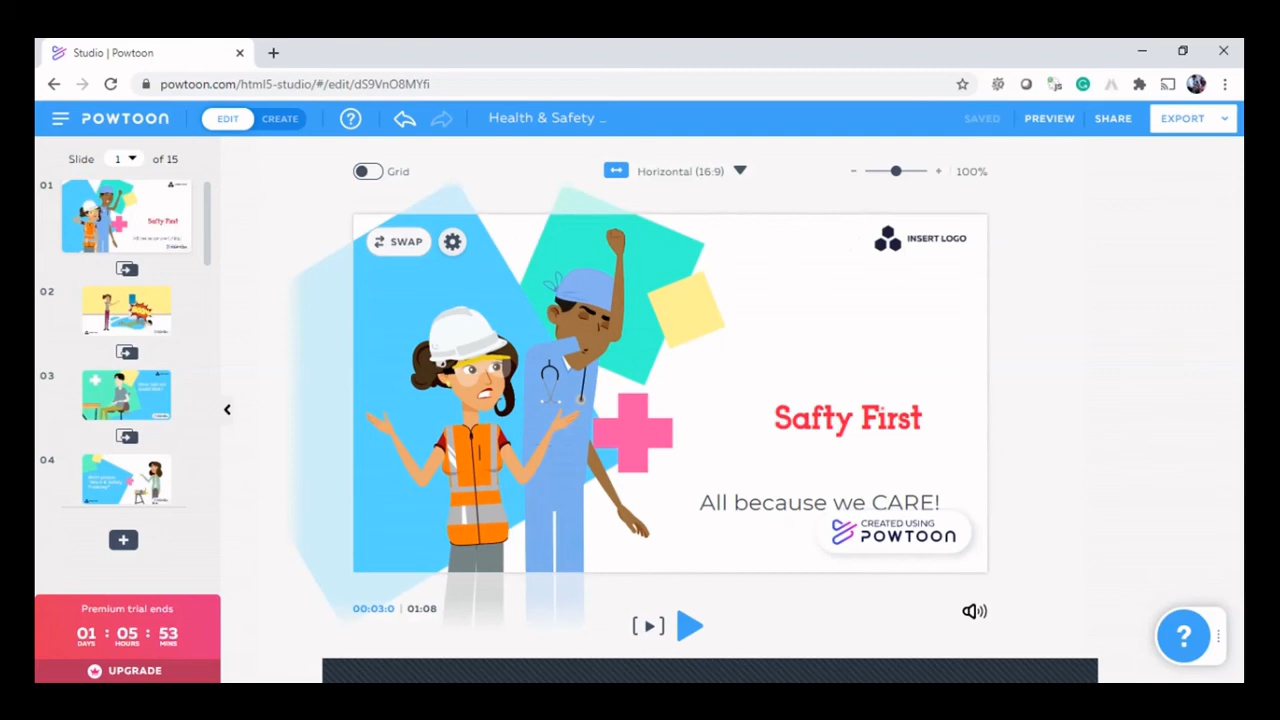 Studio | Powtoon
powtoon.com/html5-studio/#/edit/dS9VnO8MYfi
POWTOON
EDIT
CREATE
Health & Safety ..
SAVED
PREVIEW
SHARE
EXPORT
Slide 1 of 15
Grid
Horizontal (16:9)
100%
01
Safty First
02
03
04
SWAP
INSERT LOGO
Safty First
All because we CARE!
CREATED USING
POWTOON
00:03:0 | 01:08
Premium trial ends
01 : 05 : 53
DAYS HOURS MINS
UPGRADE